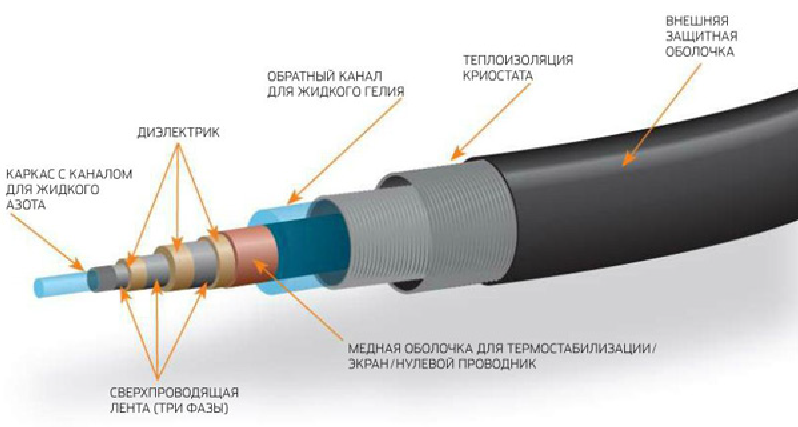 ВНЕШНЯЯ
ЗАЩИТНАЯ
ОБОЛОЧКА
ТЕПЛОИЗОЛЯЦИЯ
КРИОСТАТА
ОБРАТНЫЙ КАНАЛ
ДЛЯ ЖИДКОГО ГЕЛИЯ
ДИЭЛЕКТРИК
КАРКАС С КАНАЛОМ
ДЛЯ ЖИДКОГО
АЗОТА
МЕДНАЯ ОБОЛОЧКА ДЛЯ ТЕРМОСТАБИЛИЗАЦИИ/
ЭКРАН/НУЛЕВОЙ ПРОВОДНИК
СВЕРХПРОВОДЯЩАЯ
ЛЕНТА (ТРИ ФАЗЫ)